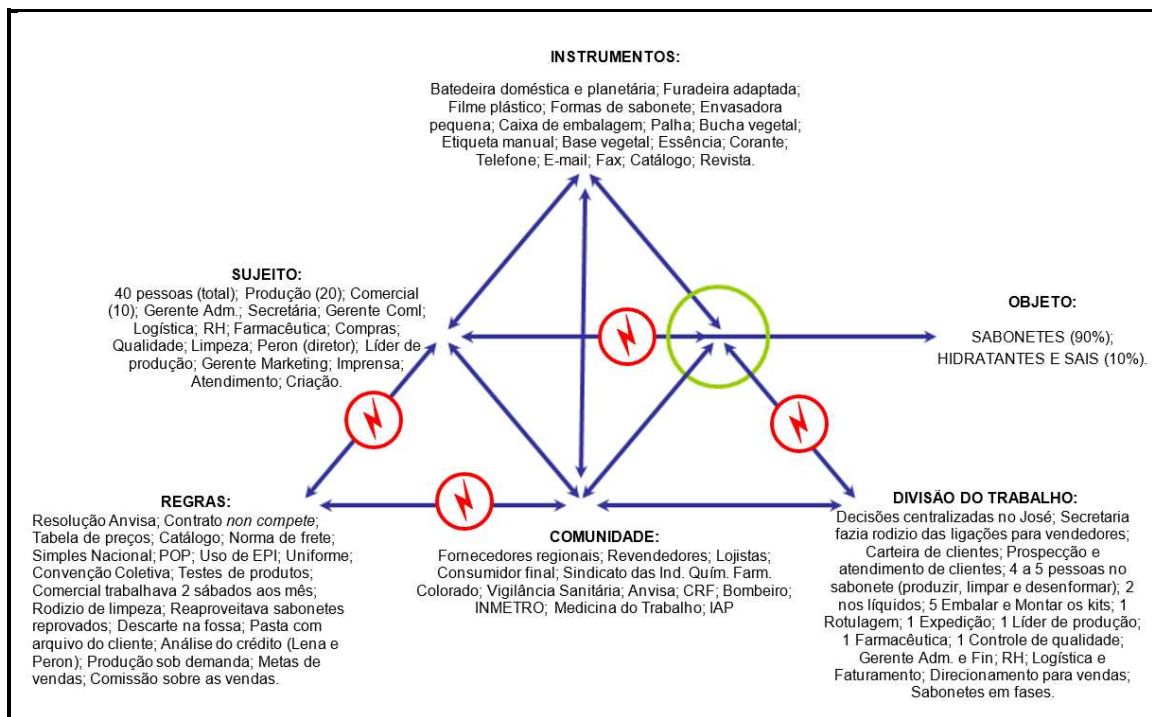 INSTRUMENTOS:
Batedeira doméstica e planetária; Furadeira adaptada;
Filme plástico; Formas de sabonete; Envasadora
pequena; Caixa de embalagem; Palha; Bucha vegetal;
Etiqueta manual; Base vegetal; Essência; Corante;
Telefone; E-mail; Fax; Catálogo; Revista.
SUJEITO:
40 pessoas (total); Produção (20); Comercial
(10); Gerente Adm.; Secretária; Gerente Coml;
Logística; RH; Farmacêutica; Compras;
Qualidade; Limpeza; Peron (diretor); Líder de
produção; Gerente Marketing; Imprensa;
Atendimento; Criação.
OBJETO:
SABONETES (90%);
HIDRATANTES E SAIS (10%).
REGRAS:
Resolução Anvisa; Contrato non compete;
Tabela de preços; Catálogo; Norma de frete;
Simples Nacional; POP; Uso de EPI; Uniforme;
Convenção Coletiva; Testes de produtos;
Comercial trabalhava 2 sábados aos mês;
Rodizio de limpeza; Reaproveitava sabonetes
reprovados; Descarte na fossa; Pasta com
arquivo do cliente; Análise do crédito (Lena e
Peron); Produção sob demanda; Metas de
vendas; Comissão sobre as vendas.
COMUNIDADE:
Fornecedores regionais; Revendedores; Lojistas;
Consumidor final; Sindicato das Ind. Quím. Farm.
Colorado; Vigilância Sanitária; Anvisa; CRF; Bombeiro;
INMETRO; Medicina do Trabalho; IAP
DIVISÃO DO TRABALHO:
Decisões centralizadas no José; Secretaria
fazia rodizio das ligações para vendedores;
Carteira de clientes; Prospecção e
atendimento de clientes; 4 a 5 pessoas no
sabonete (produzir, limpar e desenformar); 2
nos líquidos; 5 Embalar e Montar os kits; 1
Rotulagem; 1 Expedição; 1 Líder de produção;
1 Farmacêutica; 1 Controle de qualidade;
Gerente Adm. e Fin; RH; Logística e
Faturamento; Direcionamento para vendas;
Sabonetes em fases.